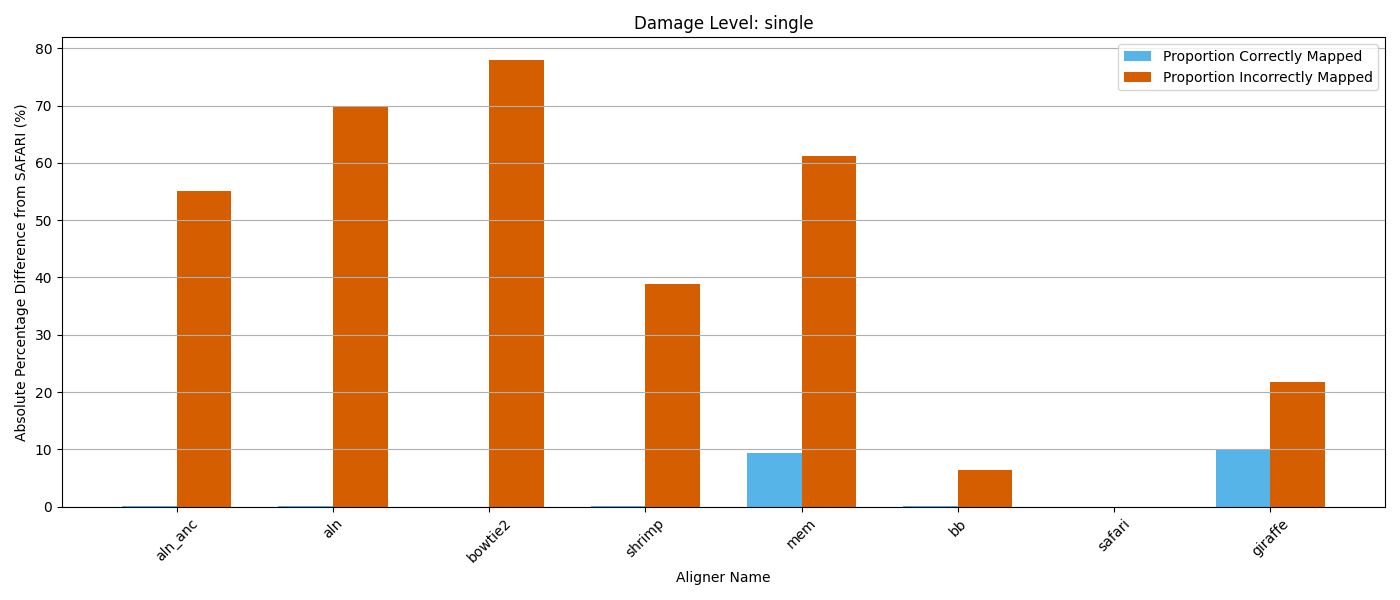 Damage Level: single
Proportion Correctly Mapped
Proportion Incorrectly Mapped
Absolute Percentage Difference from SAFARI (%)
80
70
60
50
40
30
20
10
0
aln_anc
aln
bowtie2
shrimp
mem
bb
safari
giraffe
Aligner Name